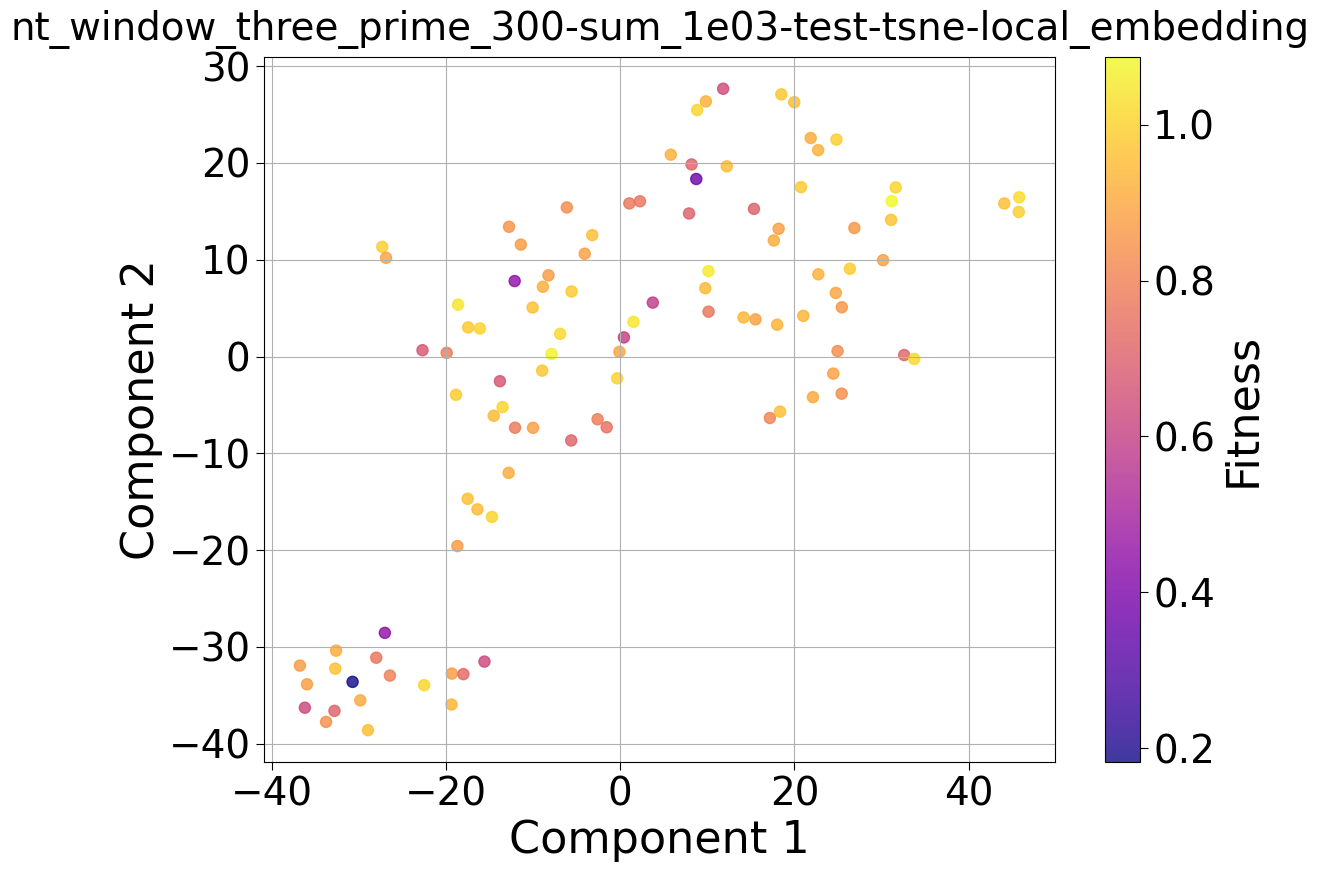 nt_window_three_prime_300-sum_1e03-test-tsne-local_embedding
30
20
10
0
−10
−20
−30
−40
Component 2
−40 −20 0 20 40
Component 1
1.0
0.8
0.6
0.4
0.2
Fitness